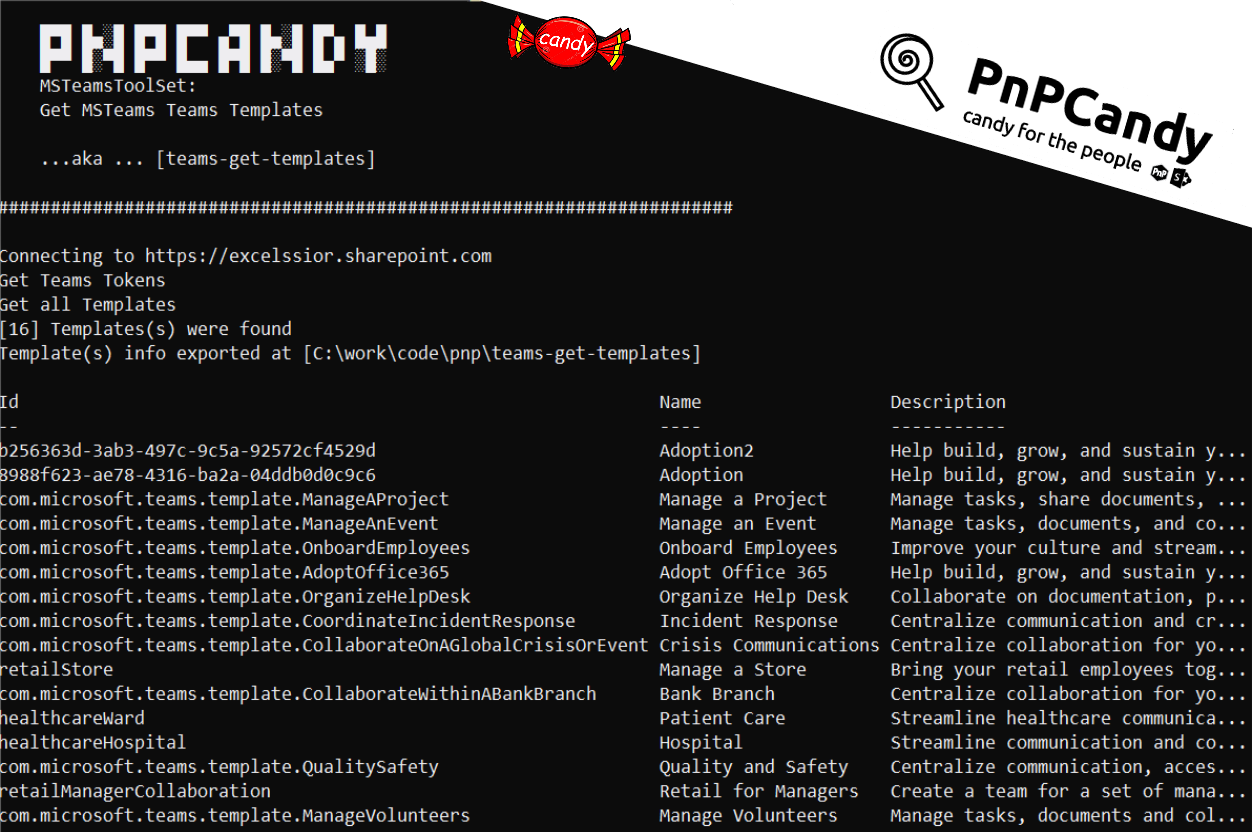 PNPCANDY
candy
PnPCandy
candy for the people
PnP S
MSTeamsToolSet:
Get MSTeams Teams Templates
...aka ... [teams-get-templates]
#######################################################################
Connecting to https://excelssior.sharepoint.com
Get Teams Tokens
Get all Templates
[16] Templates(s) were found
Template(s) info exported at [C:\work\code\pnp\teams-get-templates]
Id Name Description
-- ---- -----------
b256363d-3ab3-497c-9c5a-92572cf4529d Adoption2 Help build, grow, and sustain y...
8988f623-ae78-4316-ba2a-04ddb0d0c9c6 Adoption Help build, grow, and sustain y...
com.microsoft.teams.template.ManageAProject Manage a Project Manage tasks, share documents, ...
com.microsoft.teams.template.ManageAnEvent Manage an Event Manage tasks, documents, and co...
com.microsoft.teams.template.OnboardEmployees Onboard Employees Improve your culture and stream...
com.microsoft.teams.template.AdoptOffice365 Adopt Office 365 Help build, grow, and sustain y...
com.microsoft.teams.template.OrganizeHelpDesk Organize Help Desk Collaborate on documentation, p...
com.microsoft.teams.template.CoordinateIncidentResponse Incident Response Centralize communication and cr...
com.microsoft.teams.template.CollaborateOnAGlobalCrisisOrEvent Crisis Communications Centralize collaboration for yo...
retailStore Manage a Store Bring your retail employees tog...
com.microsoft.teams.template.CollaborateWithinABankBranch Bank Branch Centralize collaboration for yo...
healthcareWard Patient Care Streamline healthcare communica...
healthcareHospital Hospital Streamline communication and co...
com.microsoft.teams.template.QualitySafety Quality and Safety Centralize communication, acces...
retailManagerCollaboration Retail for Managers Create a team for a set of mana...
com.microsoft.teams.template.ManageVolunteers Manage Volunteers Manage tasks, documents and col...